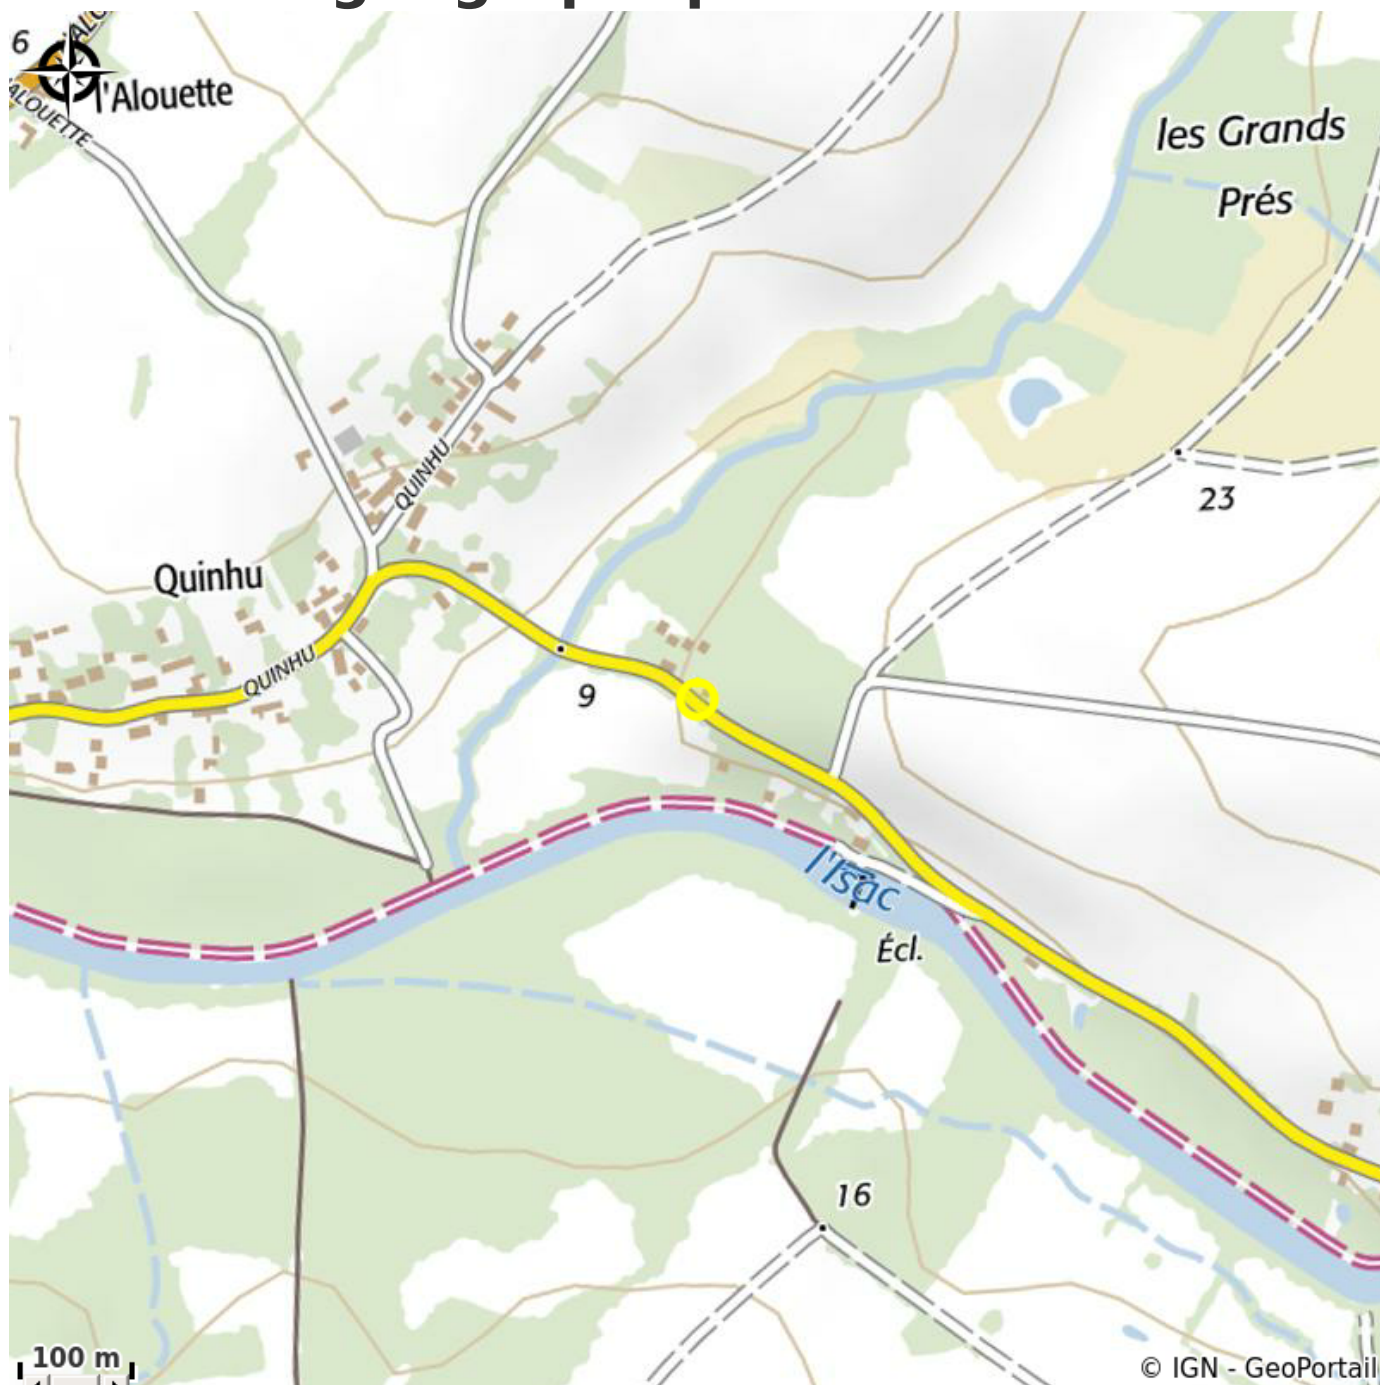 6
l'Alouette
ALOUETTE
les Grands
Prés
23
QUINHU
Quinhu
QUINHU
9
l'Isac
Écl.
16
100 m
© IGN - GeoPortail